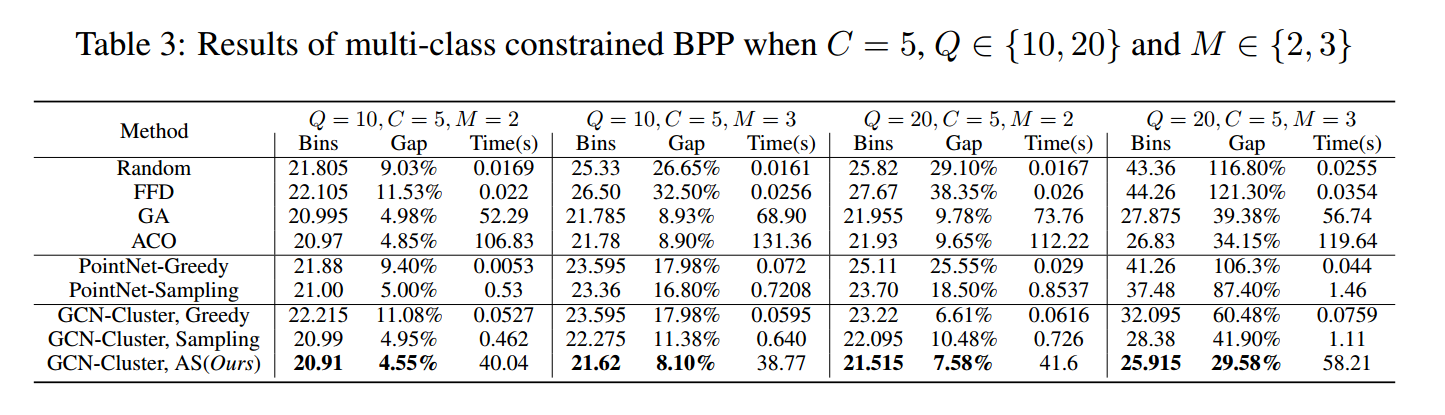 Table 3: Results of multi-class constrained BPP when C = 5, Q ∈ {10, 20} and M ∈ {2, 3}
Method Q = 10, C = 5, M = 2 Q = 10, C = 5, M = 3 Q = 20, C = 5, M = 2 Q = 20, C = 5, M = 3
Bins Gap Time(s) Bins Gap Time(s) Bins Gap Time(s) Bins Gap Time(s)
Random 21.805 9.03% 0.0169 25.33 26.65% 0.0161 25.82 29.10% 0.0167 43.36 116.80% 0.0255
FFD 22.105 11.53% 0.022 26.50 32.50% 0.0256 27.67 38.35% 0.026 44.26 121.30% 0.0354
GA 20.995 4.98% 52.29 21.785 8.93% 68.90 21.955 9.78% 73.76 27.875 39.38% 56.74
ACO 20.97 4.85% 106.83 21.78 8.90% 131.36 21.93 9.65% 112.22 26.83 34.15% 119.64
PointNet-Greedy 21.88 9.40% 0.0053 23.595 17.98% 0.072 25.11 25.55% 0.029 41.26 106.3% 0.044
PointNet-Sampling 21.00 5.00% 0.53 23.36 16.80% 0.7208 23.70 18.50% 0.8537 37.48 87.40% 1.46
GCN-Cluster, Greedy 22.215 11.08% 0.0527 23.595 17.98% 0.0595 23.22 6.61% 0.0616 32.095 60.48% 0.0759
GCN-Cluster, Sampling 20.99 4.95% 0.462 22.275 11.38% 0.640 22.095 10.48% 0.726 28.38 41.90% 1.11
GCN-Cluster, AS(Ours) 20.91 4.55% 40.04 21.62 8.10% 38.77 21.515 7.58% 41.6 25.915 29.58% 58.21